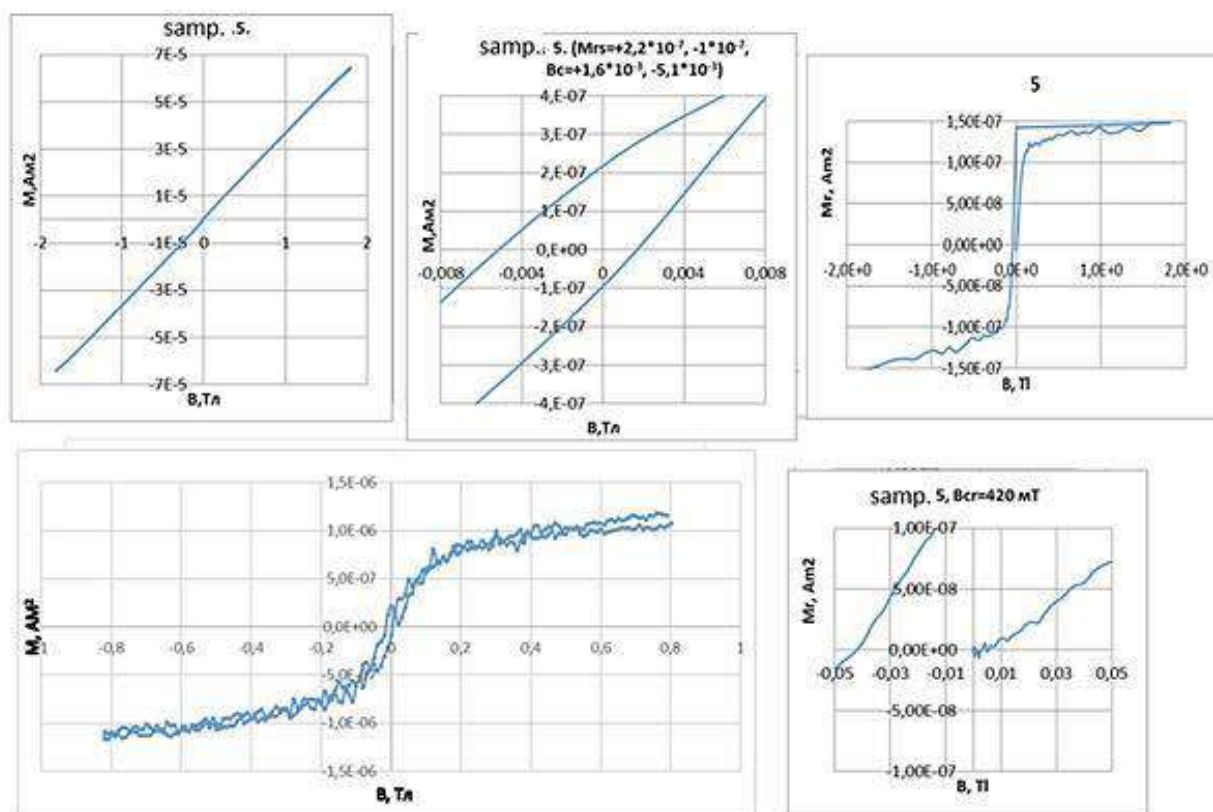 samp. .5.
7E-5
5E-5
3E-5
1E-5
-2 -1 -1E-5 0 1 2
-3E-5
-5E-5
-7E-5
М,Ам2
В,Тл
samp.: 5. (Mrs=+2,2*10⁻⁷, -1*10⁻⁷,
Bc=+1,6*10⁻³, -5,1*10⁻³)
4,E-07
3,E-07
2,E-07
1,E-07
0,E+00
-0,008 -0,004 0 0,004 0,008
-1,E-07
-2,E-07
-3,E-07
-4,E-07
М,Ам2
В,Тл
5
1,50E-07
1,00E-07
5,00E-08
0,00E+00
-2,0E+0 -1,0E+0 0,0E+0 1,0E+0 2,0E+0
-5,00E-08
-1,00E-07
-1,50E-07
Mr, Am2
B, Tl
1,5E-06
1,0E-06
5,0E-07
0,0E+00
-1 -0,8 -0,6 -0,4 -0,2 0 0,2 0,4 0,6 0,8 1
-5,0E-07
-1,0E-06
-1,5E-06
М, АМ²
В, Тл
samp. 5, Bcr=420 мТ
1,00E-07
5,00E-08
0,00E+00
-0,05 -0,03 -0,01 0,01 0,03 0,05
-5,00E-08
-1,00E-07
Mr, Am2
B, Tl